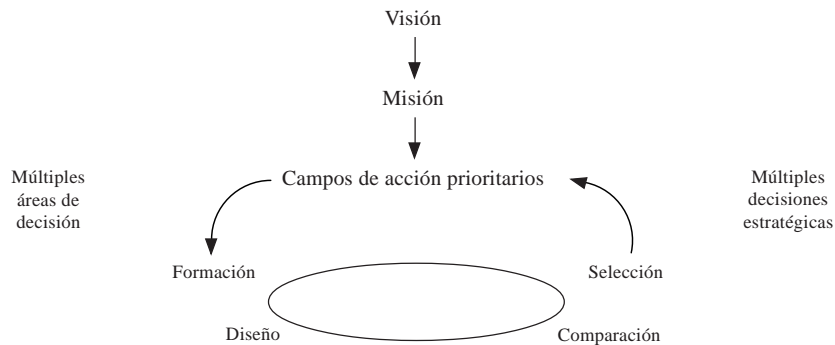 Visión
Misión
Campos de acción prioritarios
Múltiples
áreas de
decisión
Múltiples
decisiones
estratégicas
Formación
Selección
Diseño
Comparación